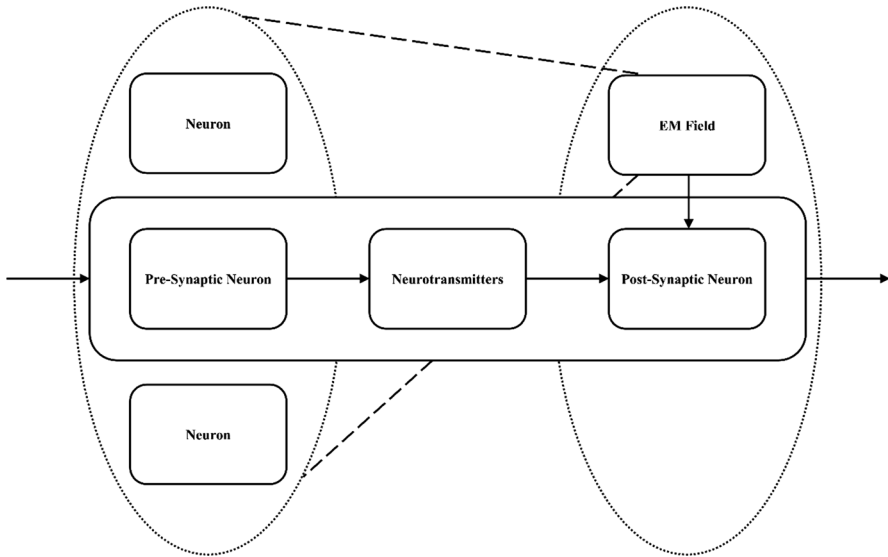 Neuron
EM Field
Pre-Synaptic Neuron
Neurotransmitters
Post-Synaptic Neuron
Neuron